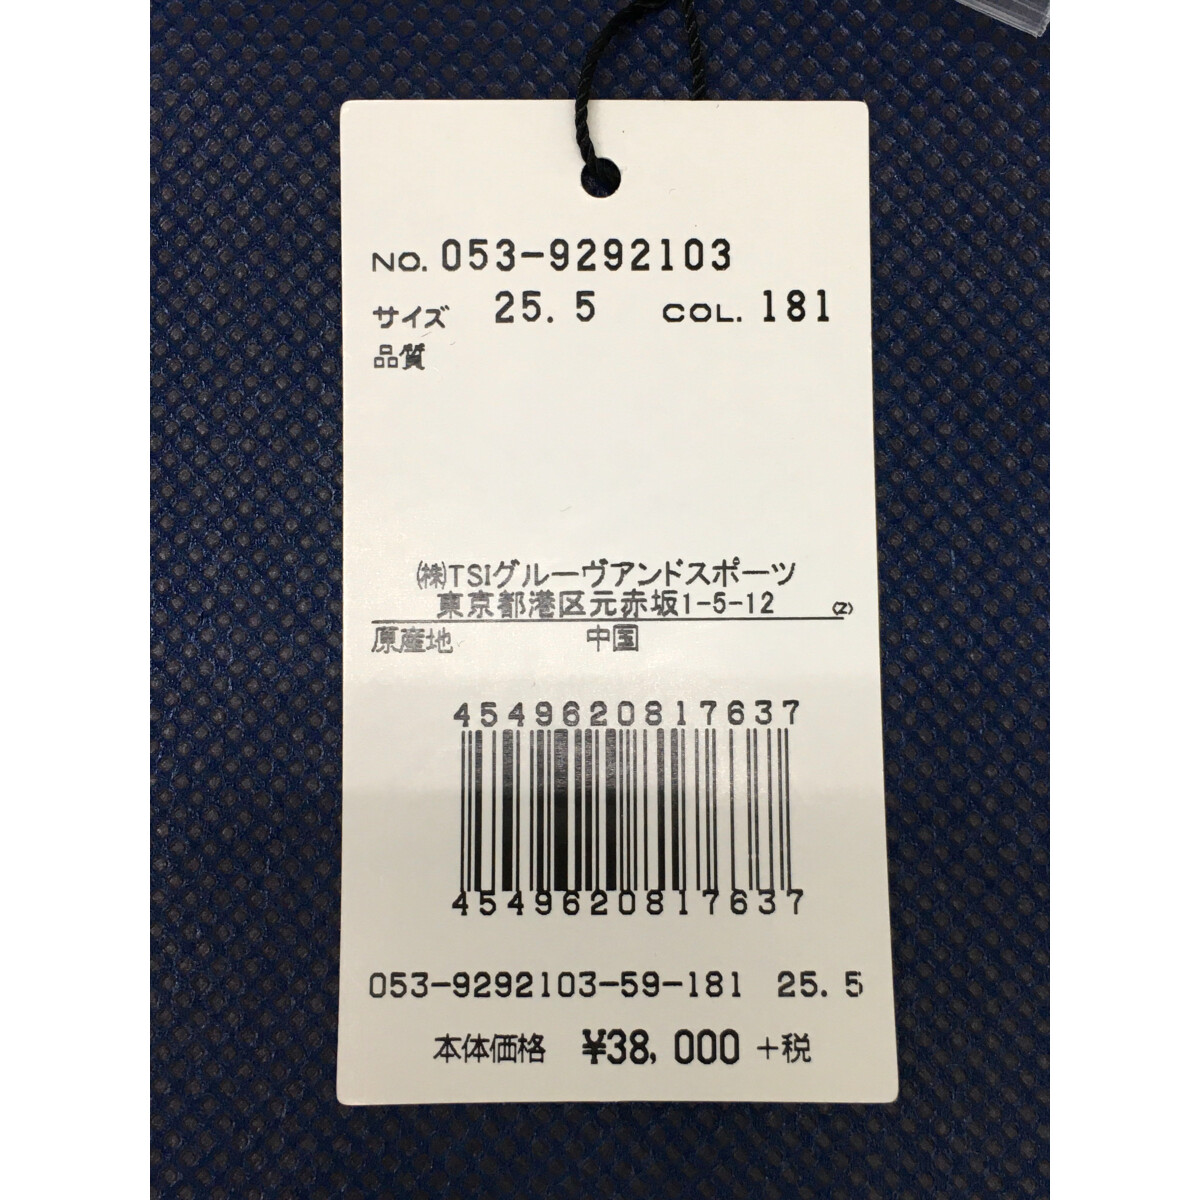 NO. 053-9292103
サイズ 25.5 COL. 181
品質
㈱TSIグルーヴアンドスポーツ
東京都港区元赤坂1-5-12 (Z)
原産地 中国
4549620817637
4549620817637
053-9292103-59-181 25.5
本体価格 ¥38,000 +税